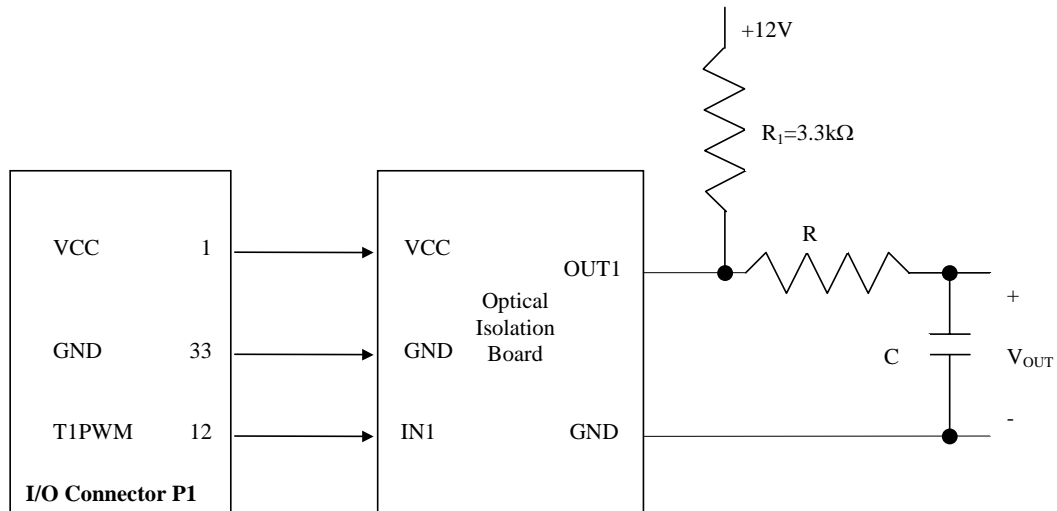 +12V
R₁=3.3kΩ
R
VCC 1
VCC
OUT1
Optical
Isolation
Board
+
GND 33
GND
C
V_OUT
T1PWM 12
IN1
GND
-
I/O Connector P1